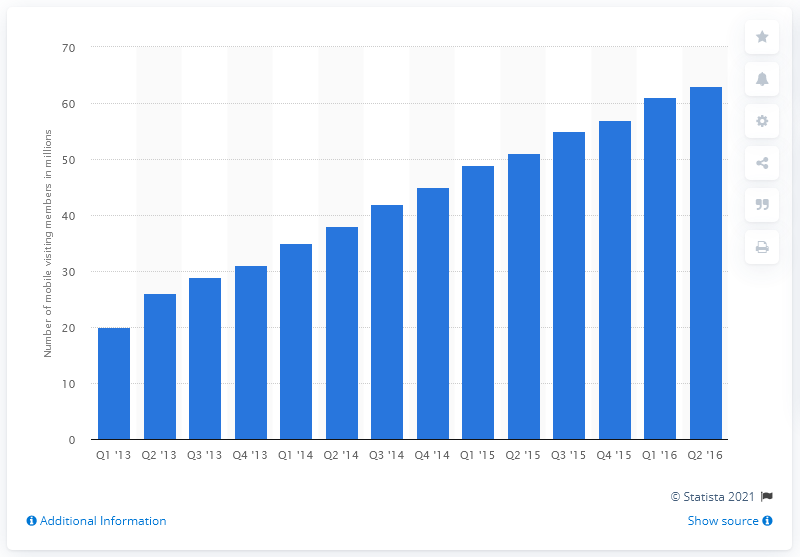 Number of mobile visiting members in millions
70
60
50
40
30
20
10
0
Q1 '13 Q2 '13 Q3 '13 Q4 '13 Q1 '14 Q2 '14 Q3 '14 Q4 '14 Q1 '15 Q2 '15 Q3 '15 Q4 '15 Q1 '16 Q2 '16
© Statista 2021
Additional Information
Show source